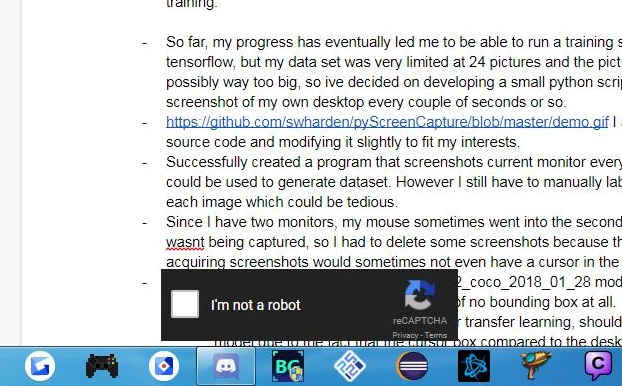 training.
- So far, my progress has eventually led me to be able to run a training s
tensorflow, but my data set was very limited at 24 pictures and the pict
possibly way too big, so ive decided on developing a small python scrip
screenshot of my own desktop every couple of seconds or so.
- https://github.com/swharden/pyScreenCapture/blob/master/demo.gif I a
source code and modifying it slightly to fit my interests.
- Successfully created a program that screenshots current monitor every
could be used to generate dataset. However I still have to manually lab
each image which could be tedious.
- Since I have two monitors, my mouse sometimes went into the second
wasnt being captured, so I had to delete some screenshots because th
acquiring screenshots would sometimes not even have a cursor in the
- 2_coco_2018_01_28 mod
of no bounding box at all.
I'm not a robot
reCAPTCHA
Privacy - Terms
r transfer learning, should
model due to the fact that the cursor box compared to the desk
BG
C